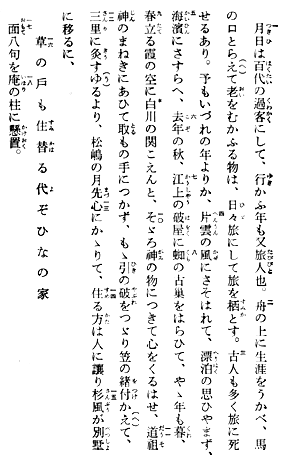 月日は百代の過客にして、行かふ年も又旅人也。舟の上に生涯をうかべ、馬
の口とらえて老をむかふる物は、日々旅にして旅を栖とす。古人も多く旅に死
せるあり。予もいづれの年よりか、片雲の風にさそはれて、漂泊の思ひやまず、
海濱にさすらへ、去年の秋、江上の破屋に蜘の古巣をはらひて、やゝ年も暮、
春立る霞の空に白川の関こえんと、そゞろ神の物につきて心をくるはせ、道祖
神のまねきにあひて取もの手につかず、もゝ引の破をつゞり笠の緒付かえて、
三里に灸すゆるより、松嶋の月先心にかゝりて、住る方は人に譲り杉風が別墅
に移るに、
草の戸も住替る代ぞひなの家
面八句を庵の柱に懸置。